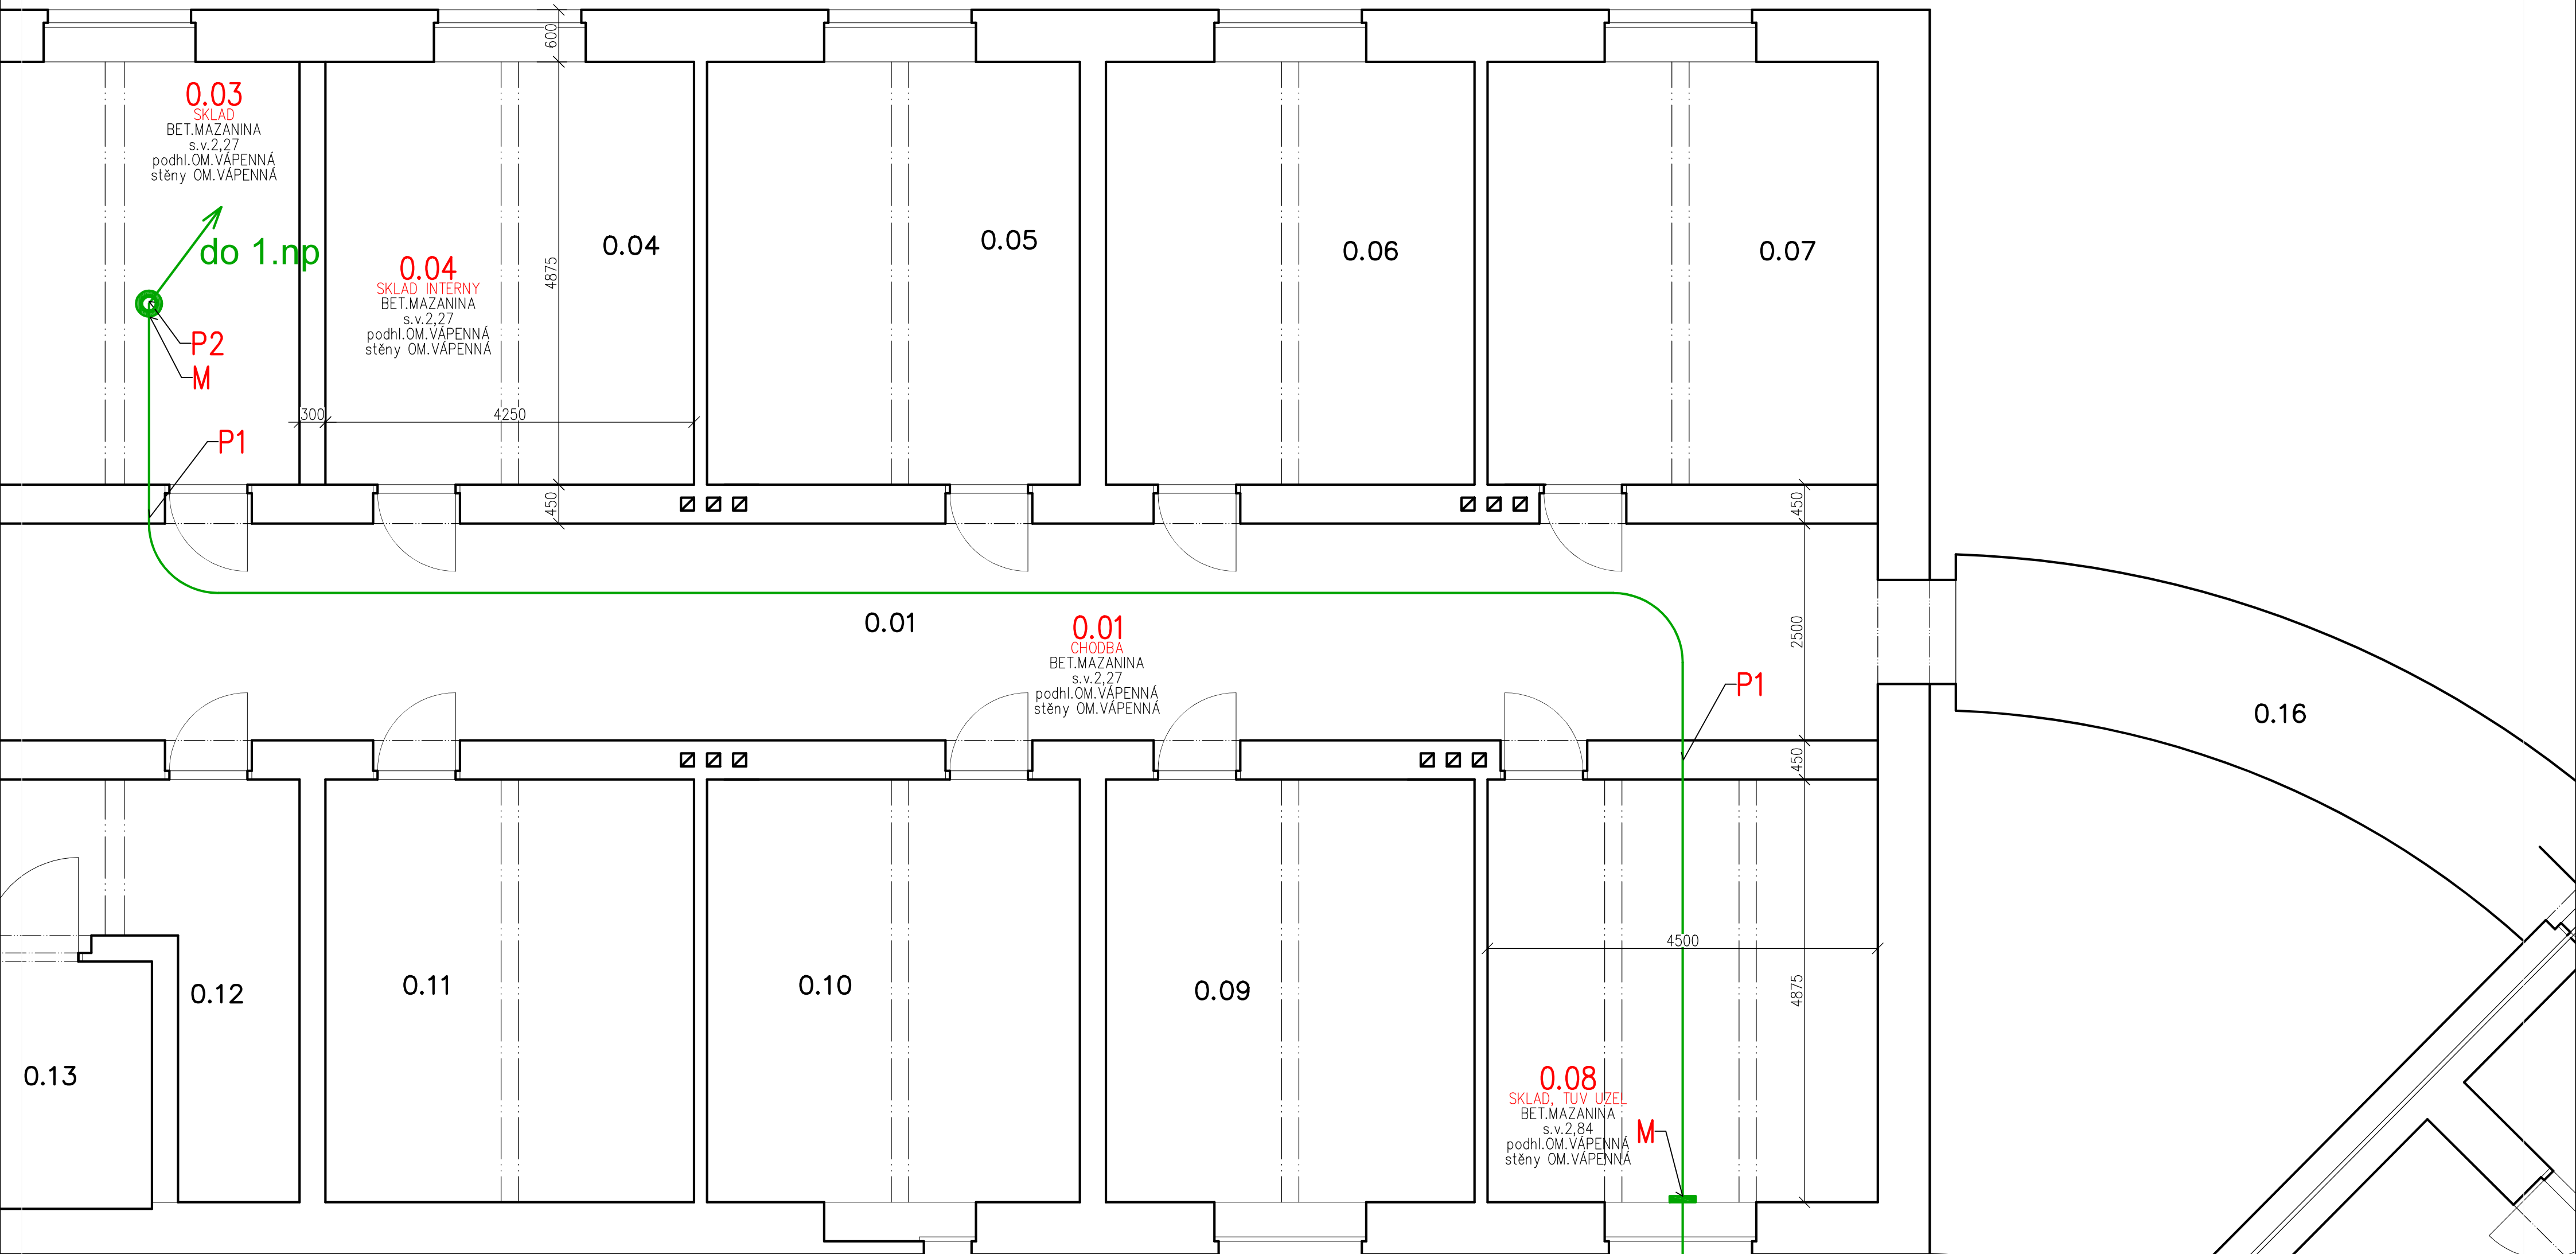 600
0.03
SKLAD
BET.MAZANINA
s.v.2,27
podhl.OM.VÁPENNÁ
stěny OM.VÁPENNÁ
do 1.np
P2
M
P1
0.04
SKLAD INTERNY
BET.MAZANINA
s.v.2,27
podhl.OM.VÁPENNÁ
stěny OM.VÁPENNÁ
0.04
4875
300
4250
450
0.05
0.06
0.07
450
2500
450
0.01
0.01
CHODBA
BET.MAZANINA
s.v.2,27
podhl.OM.VÁPENNÁ
stěny OM.VÁPENNÁ
P1
0.16
4500
4875
0.13
0.12
0.11
0.10
0.09
0.08
SKLAD, TUV UZEL
BET.MAZANINA
s.v.2,84
podhl.OM.VÁPENNÁ
stěny OM.VÁPENNÁ
M